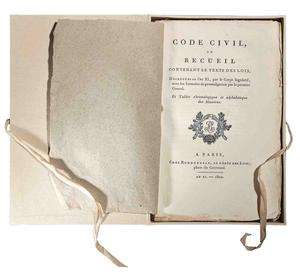 CODE CIVIL,
OU
RECUEIL
CONTENANT LE TEXTE DES LOIS,
Décrétées en l'an XI, par le Corps législatif,
avec les formules de promulgation par le premier
Consul.
Et Tables chronologique et alphabétique
des Matières.
A PARIS,
Chez RONDONNEAU, au DÉPÔT DES LOIS,
place du Carrousel.
AN XI. —